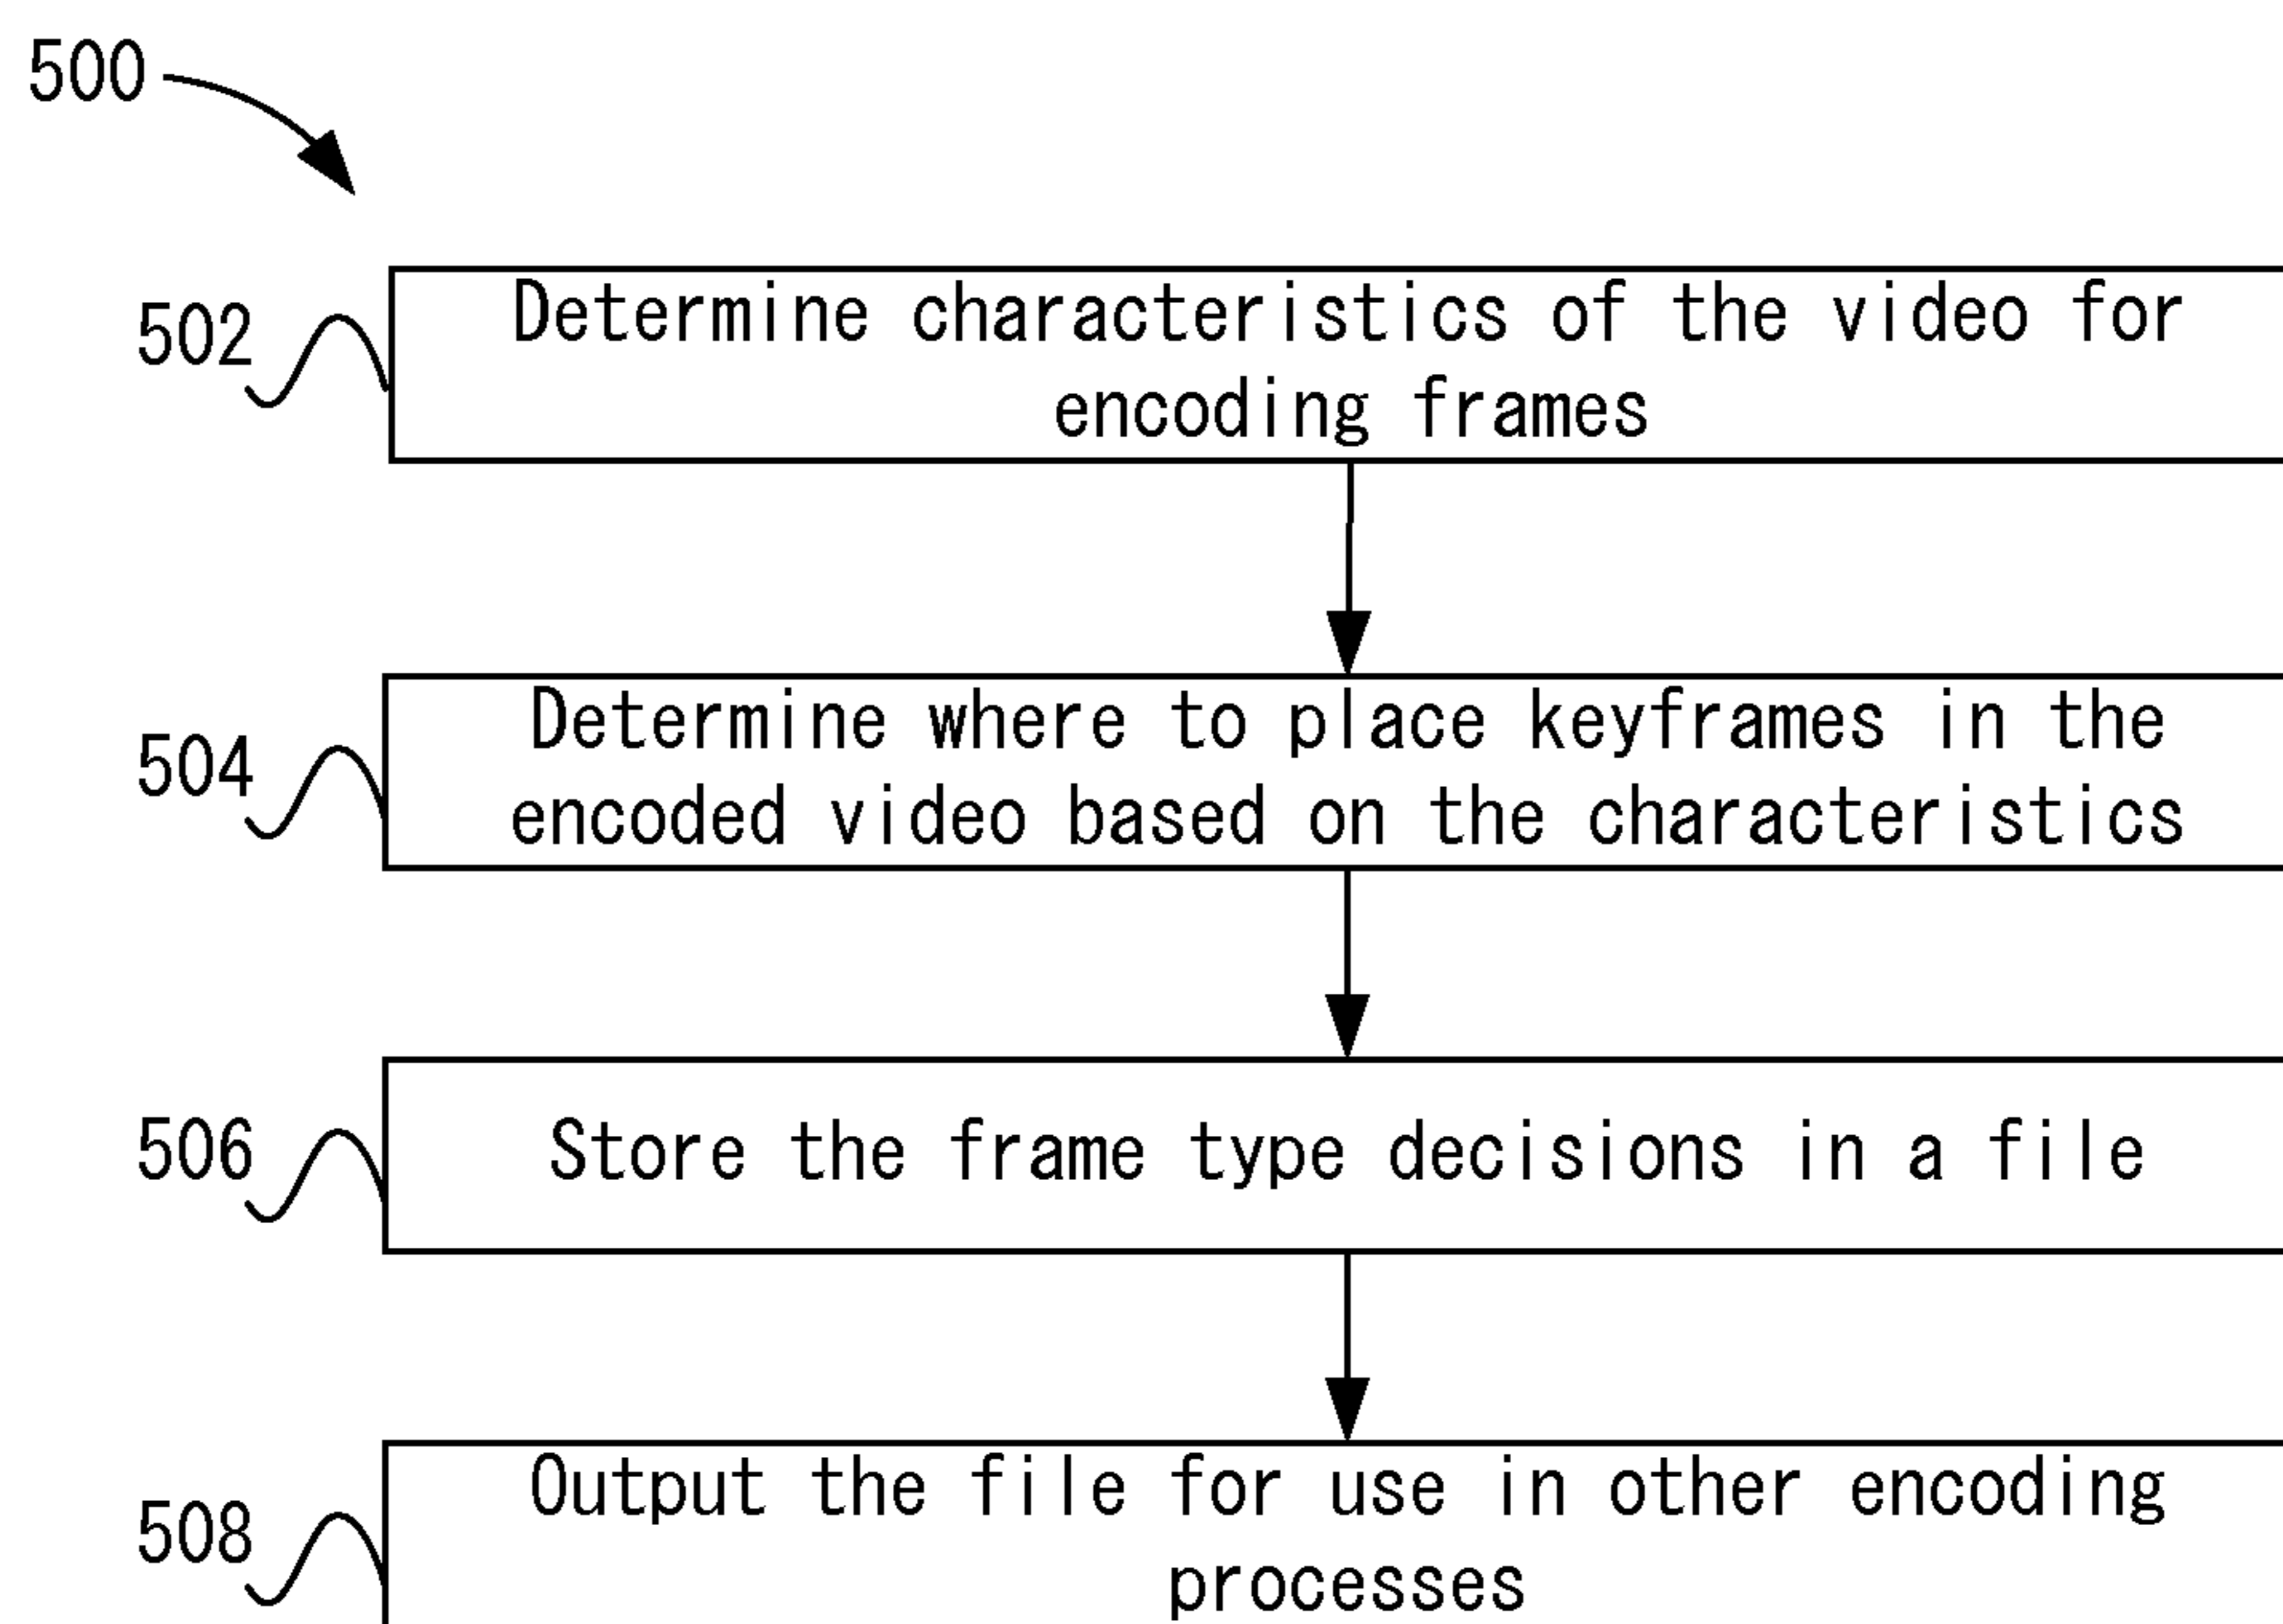 500
502
Determine characteristics of the video for
encoding frames
504
Determine where to place keyframes in the
encoded video based on the characteristics
506
Store the frame type decisions in a file
508
Output the file for use in other encoding
processes